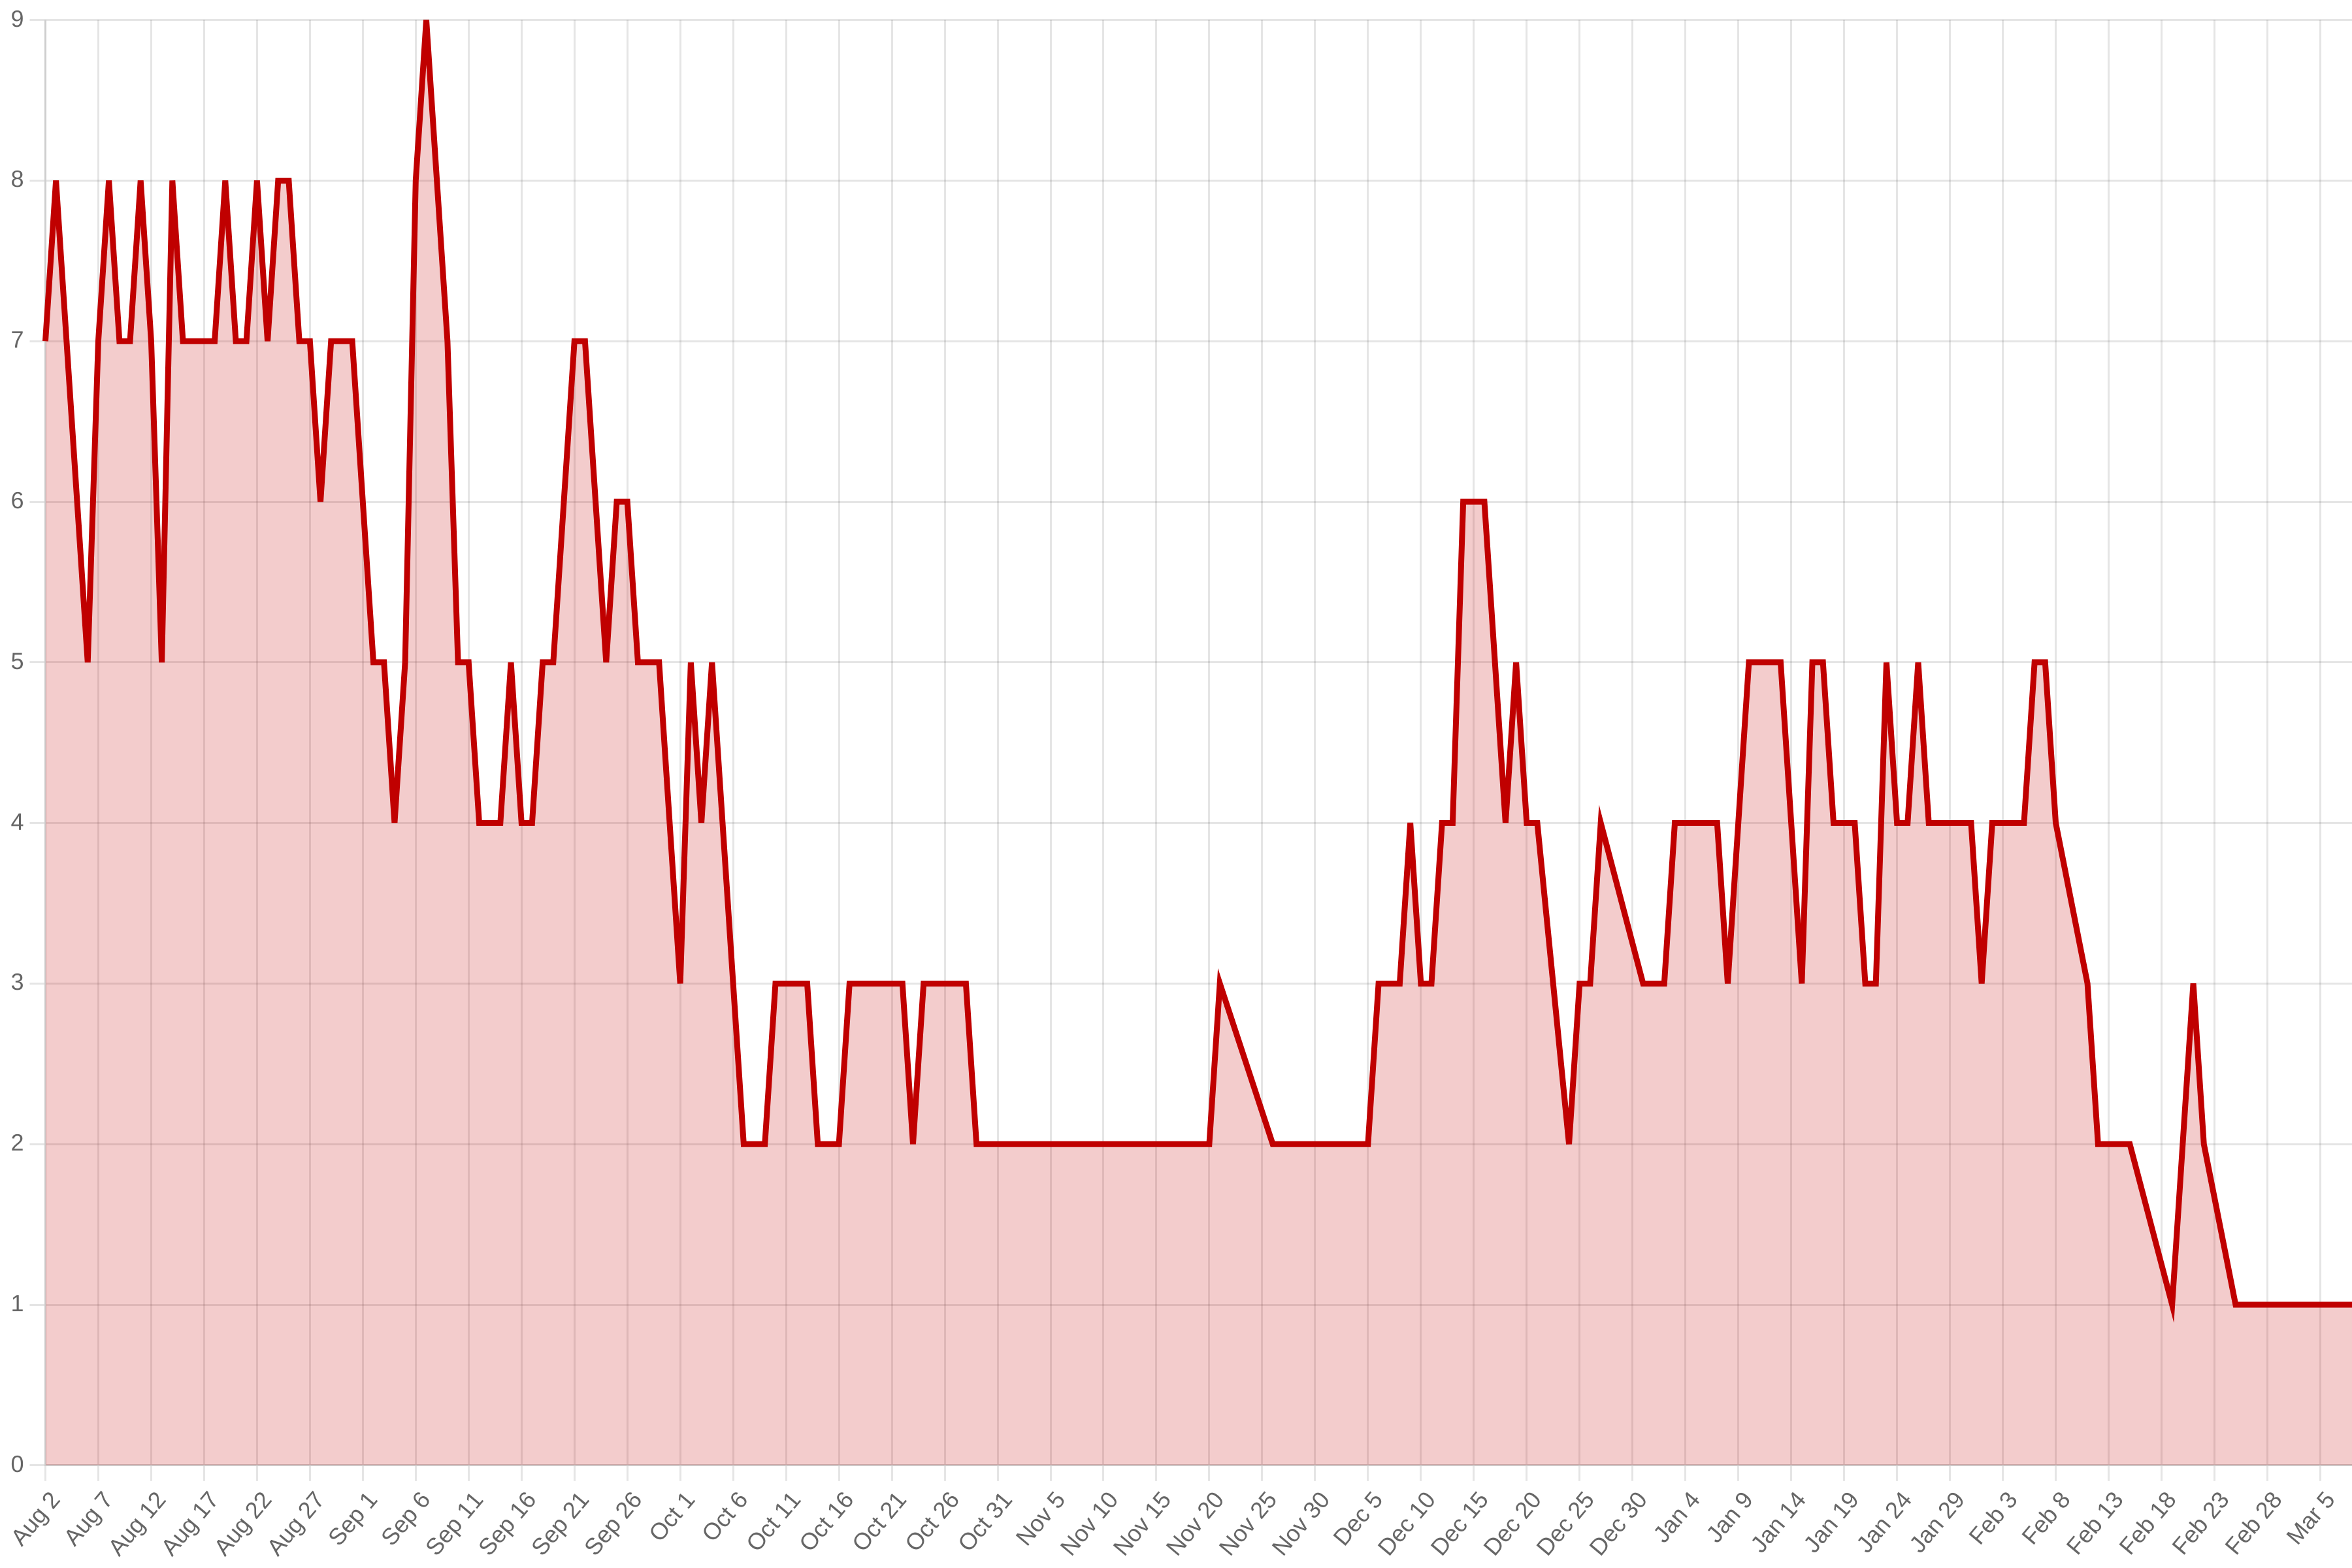 9
8
7
6
5
4
3
2
1
0
Aug 2
Aug 7
Aug 12
Aug 17
Aug 22
Aug 27
Sep 1
Sep 6
Sep 11
Sep 16
Sep 21
Sep 26
Oct 1
Oct 6
Oct 11
Oct 16
Oct 21
Oct 26
Oct 31
Nov 5
Nov 10
Nov 15
Nov 20
Nov 25
Nov 30
Dec 5
Dec 10
Dec 15
Dec 20
Dec 25
Dec 30
Jan 4
Jan 9
Jan 14
Jan 19
Jan 24
Jan 29
Feb 3
Feb 8
Feb 13
Feb 18
Feb 23
Feb 28
Mar 5